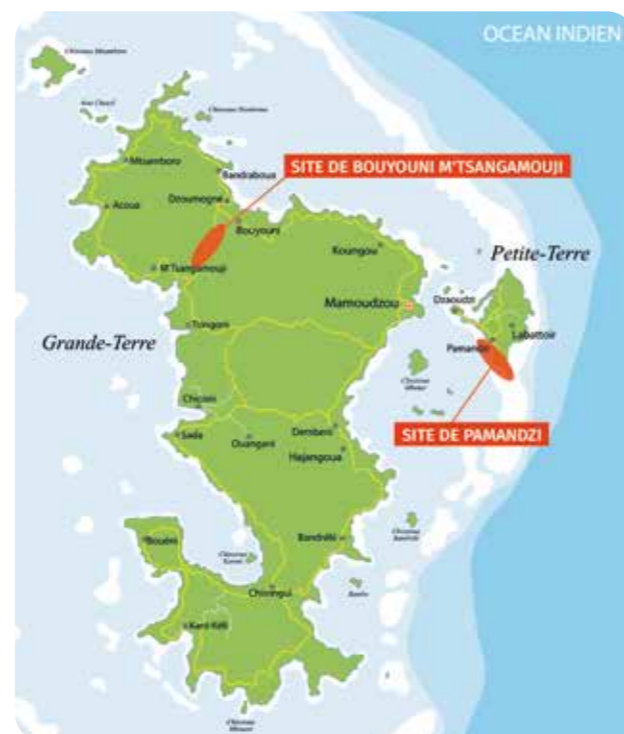 OCEAN INDIEN
Mtsamboro
Bandraboua
SITE DE BOUYOUNI M'TSANGAMOUJI
Acoua
Dzoumogne
Bouyouni
Koungou
Petite-Terre
M'Tsangamouji
Mamoudzou
Dzaoudzi
Labattoir
Grande-Terre
Tsingoni
Pamandzi
Chiconi
SITE DE PAMANDZI
Sada
Ouangani
Dembeni
Hajangoua
Bandrélé
Bouéni
Chirongui
Kani-Kéli